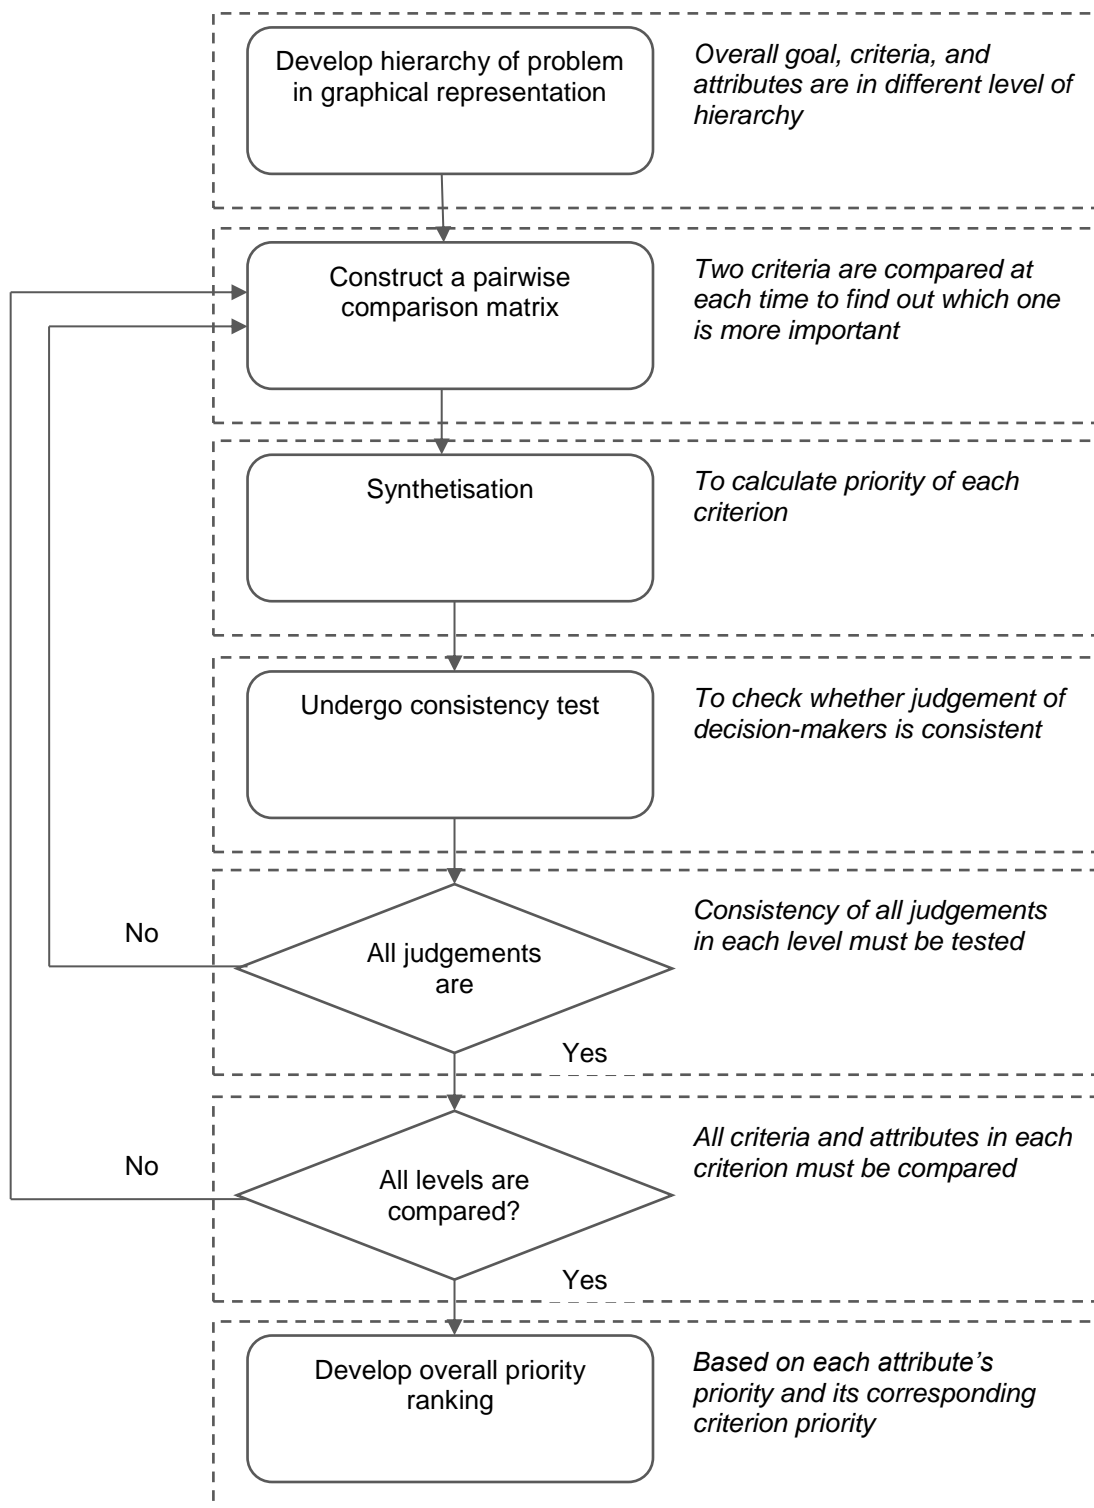 Develop hierarchy of problem
in graphical representation
Overall goal, criteria, and
attributes are in different level of
hierarchy
Construct a pairwise
comparison matrix
Two criteria are compared at
each time to find out which one
is more important
Synthetisation
To calculate priority of each
criterion
Undergo consistency test
To check whether judgement of
decision-makers is consistent
No
All judgements
are
Consistency of all judgements
in each level must be tested
Yes
No
All levels are
compared?
All criteria and attributes in each
criterion must be compared
Yes
Develop overall priority
ranking
Based on each attribute’s
priority and its corresponding
criterion priority